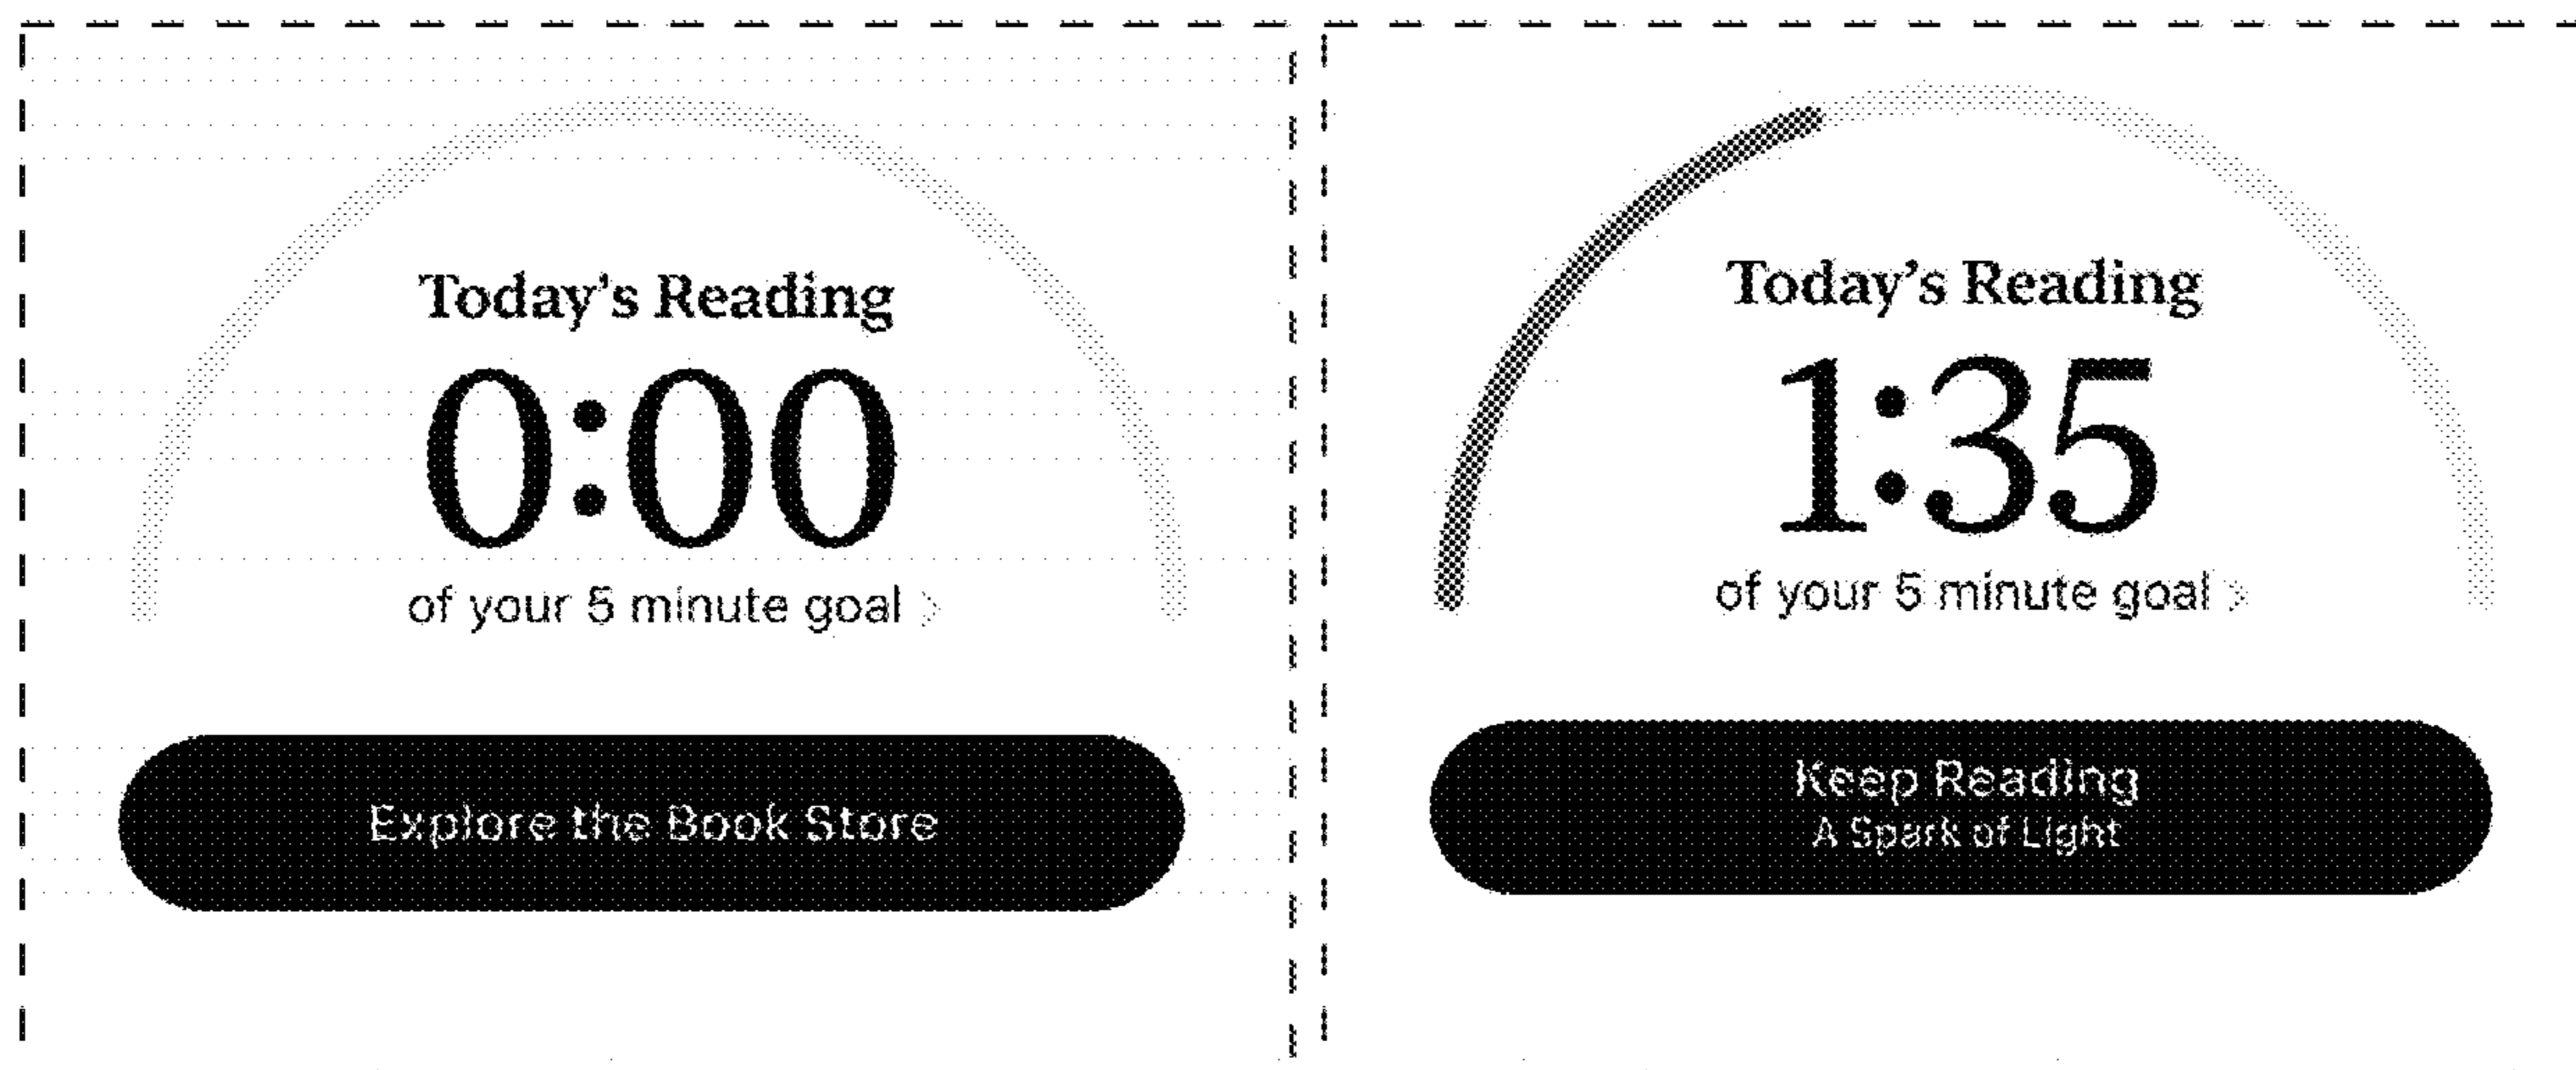 Today's Reading
0:00
of your 5 minute goal >
Explore the Book Store
Today's Reading
1:35
of your 5 minute goal >
Keep Reading
A Spark of Light